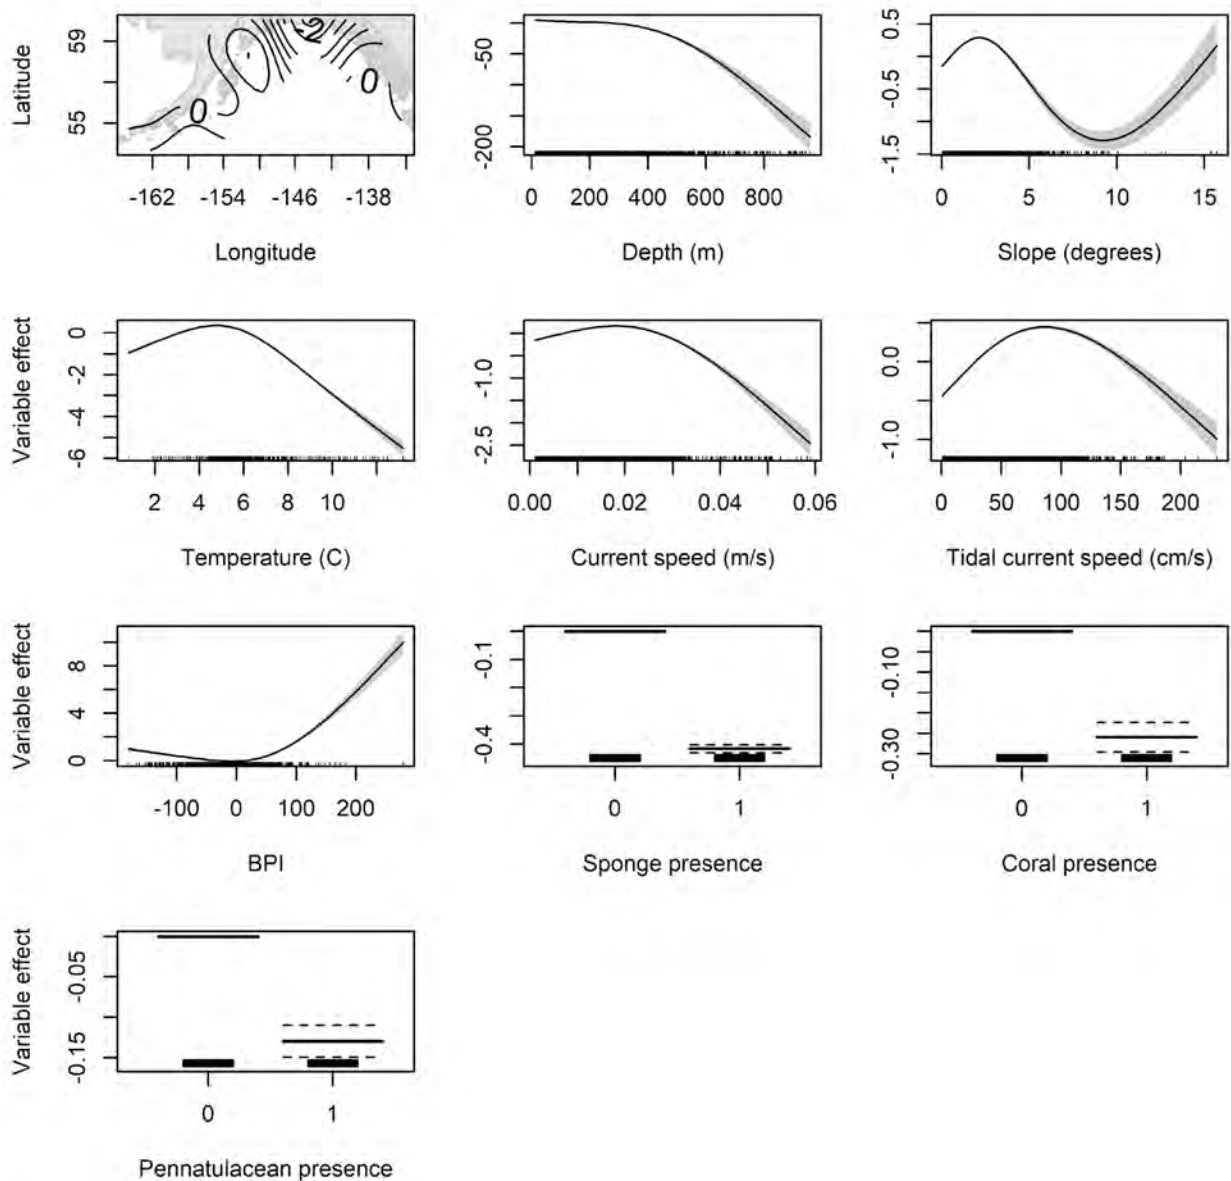 Latitude
59
55
-2
0
0
-162 -154 -146 -138
Longitude
-50
-200
0 200 400 600 800
Depth (m)
0.5
-0.5
-1.5
0 5 10 15
Slope (degrees)
Variable effect
0
-2
-4
-6
2 4 6 8 10
Temperature (C)
-1.0
-2.5
0.00 0.02 0.04 0.06
Current speed (m/s)
0.0
-1.0
0 50 100 150 200
Tidal current speed (cm/s)
Variable effect
8
4
0
-100 0 100 200
BPI
-0.1
-0.4
0 1
Sponge presence
-0.10
-0.30
0 1
Coral presence
Variable effect
-0.05
-0.15
0 1
Pennatulacean presence